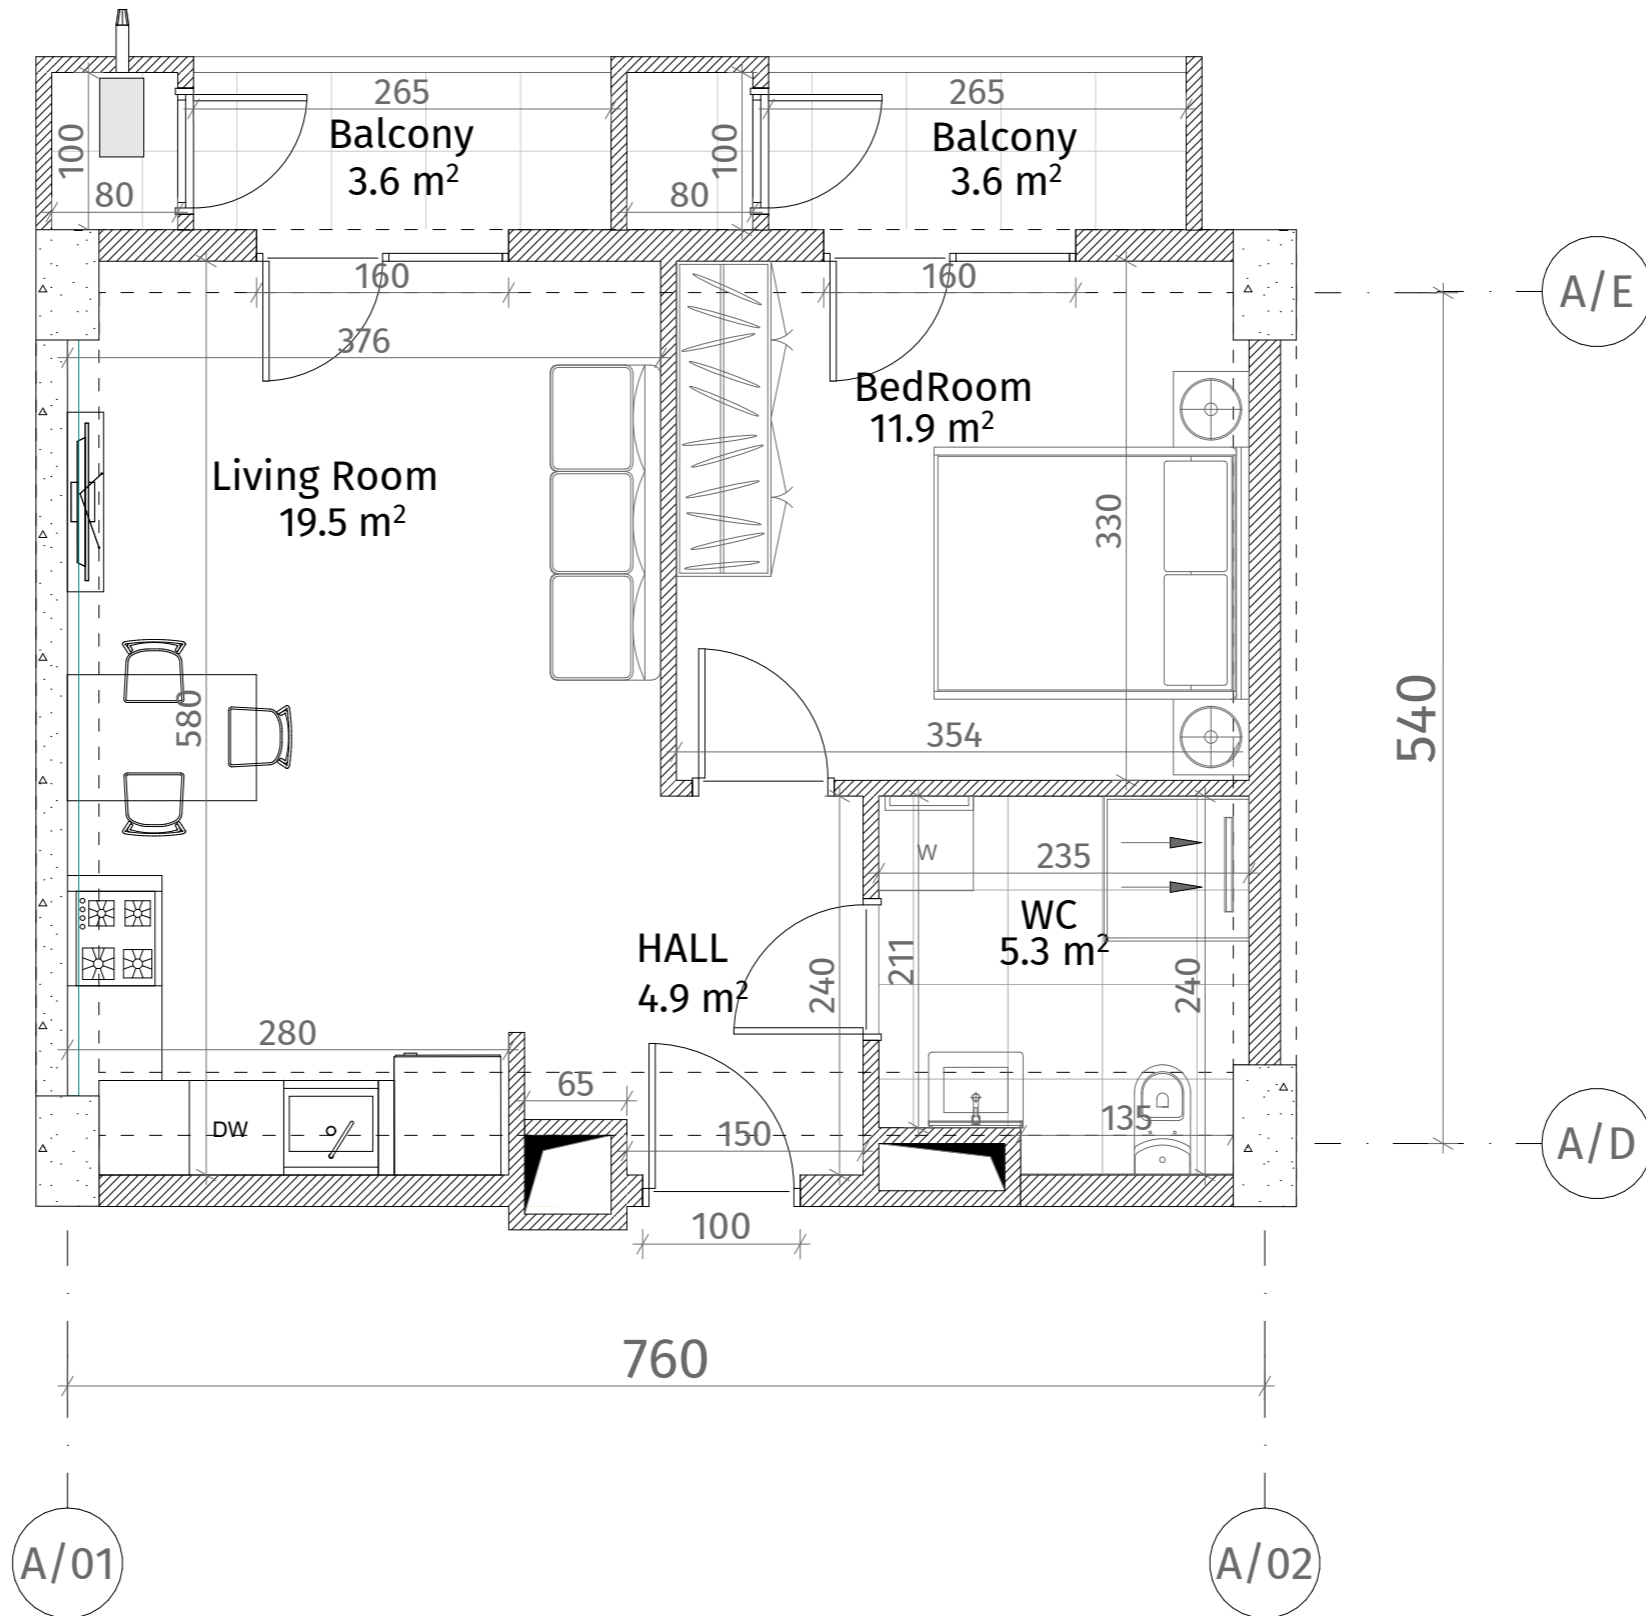 265
Balcony
3.6 m²
100
80
265
Balcony
3.6 m²
100
80
160
160
376
A/E
BedRoom
11.9 m²
Living Room
19.5 m²
330
580
354
540
W
235
WC
5.3 m²
HALL
4.9 m²
211
240
240
280
65
DW
150
135
A/D
100
760
A/01
A/02